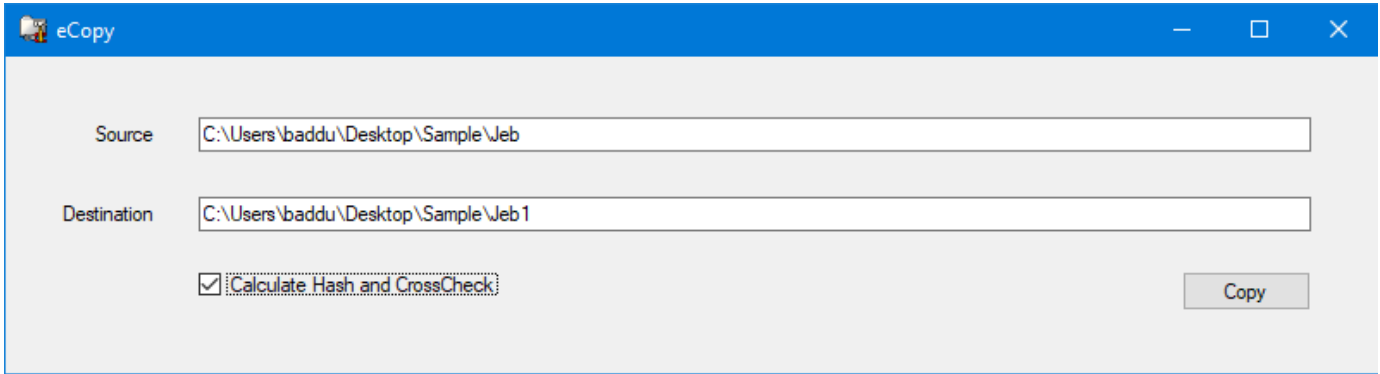 eCopy
Source C:\Users\baddu\Desktop\Sample\Jeb
Destination C:\Users\baddu\Desktop\Sample\Jeb1
Calculate Hash and CrossCheck Copy